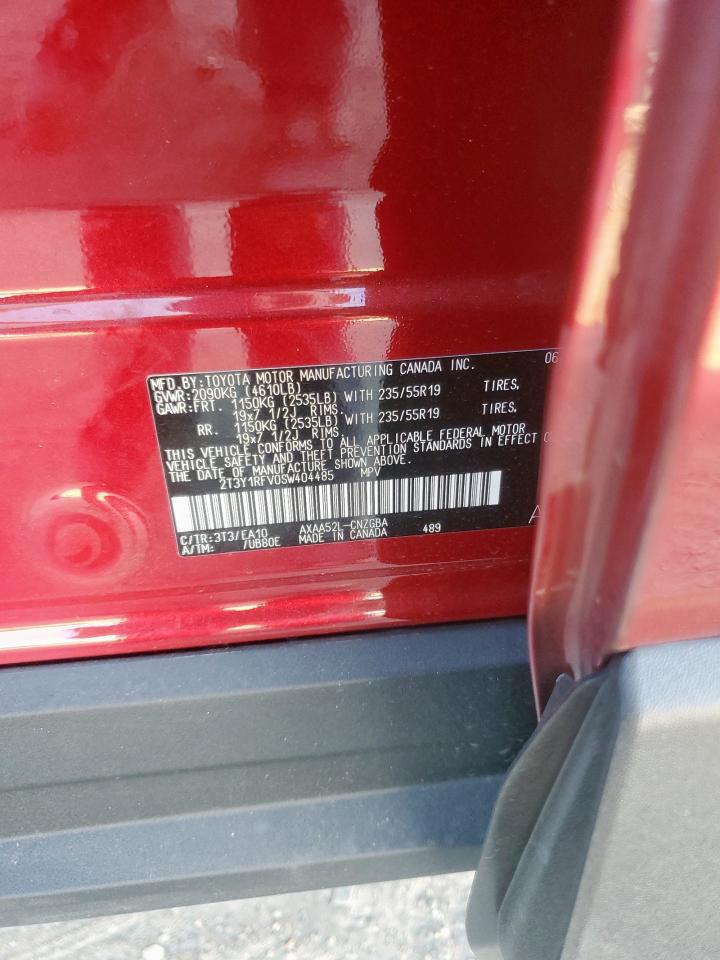 MFD.BY:TOYOTA MOTOR MANUFACTURING CANADA INC. 06
GVWR:2090KG (4610LB)
GAWR:FRT. 1150KG (2535LB) WITH 235/55R19 TIRES,
19x7 1/2J RIMS.
RR. 1150KG (2535LB) WITH 235/55R19 TIRES,
19x7 1/2J RIMS.
THIS VEHICLE CONFORMS TO ALL APPLICABLE FEDERAL MOTOR
VEHICLE SAFETY AND THEFT PREVENTION STANDARDS IN EFFECT
THE DATE OF MANUFACTURE SHOWN ABOVE.
2T3Y1RFV0SW404485 MPV
C/TR:3T3/EA10 AXAA52L-CNZGBA 489 A
A/TM: /UB80E MADE IN CANADA